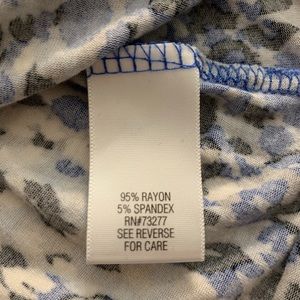 95% RAYON
5% SPANDEX
RN#73277
SEE REVERSE
FOR CARE